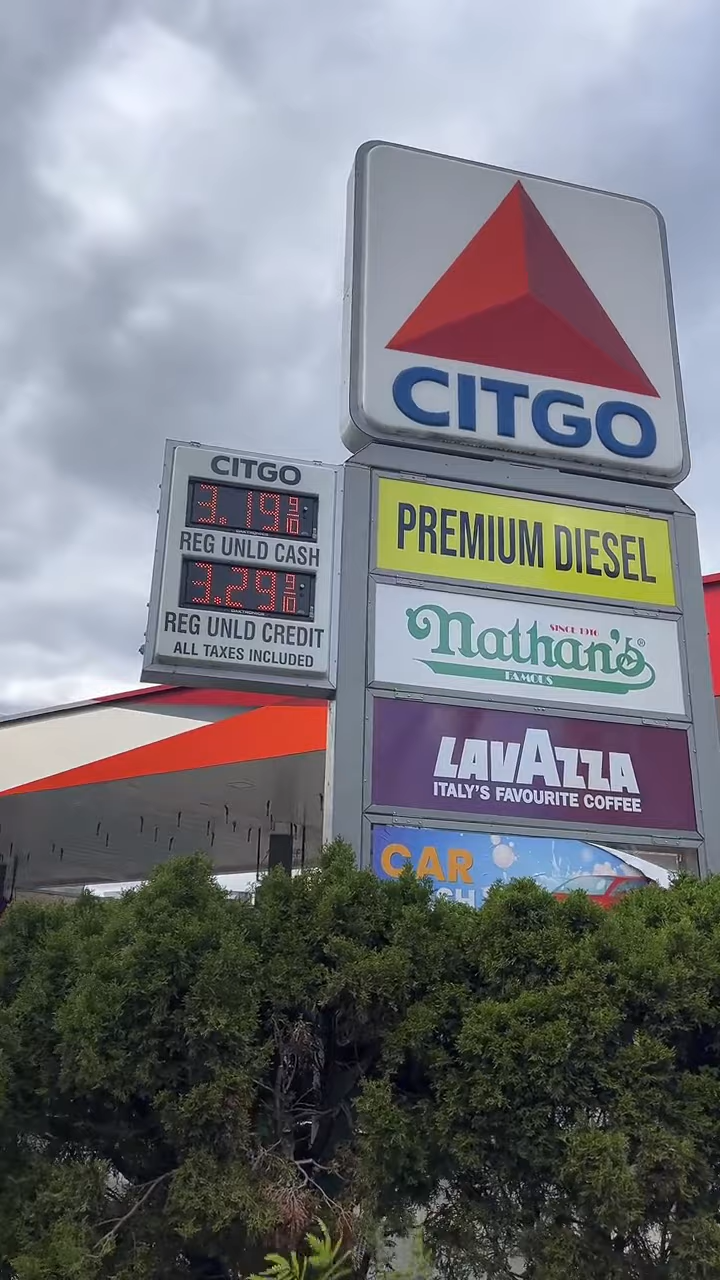 CITGO
CITGO
3.19 9/10
REG UNLD CASH
3.29 9/10
REG UNLD CREDIT
ALL TAXES INCLUDED
PREMIUM DIESEL
SINCE 1916
Nathan's®
FAMOUS
LAVAZZA
ITALY'S FAVOURITE COFFEE
CAR